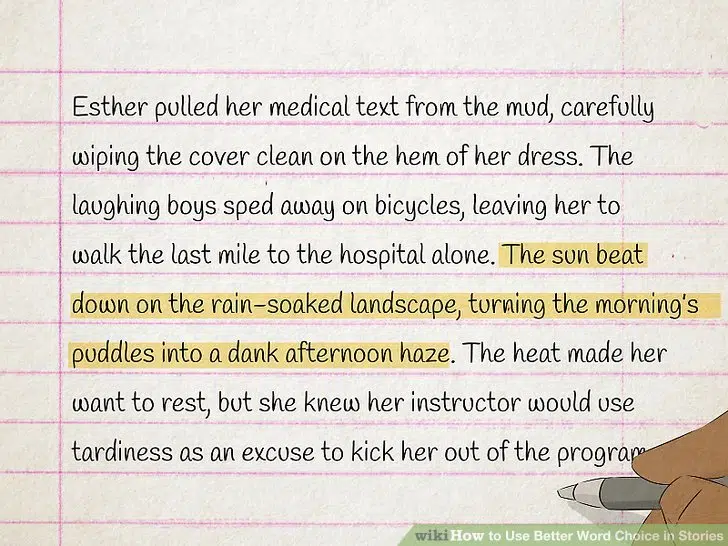 Esther pulled her medical text from the mud, carefully
wiping the cover clean on the hem of her dress. The
laughing boys sped away on bicycles, leaving her to
walk the last mile to the hospital alone. The sun beat
down on the rain-soaked landscape, turning the morning's
puddles into a dank afternoon haze. The heat made her
want to rest, but she knew her instructor would use
tardiness as an excuse to kick her out of the program
wikiHow to Use Better Word Choice in Stories